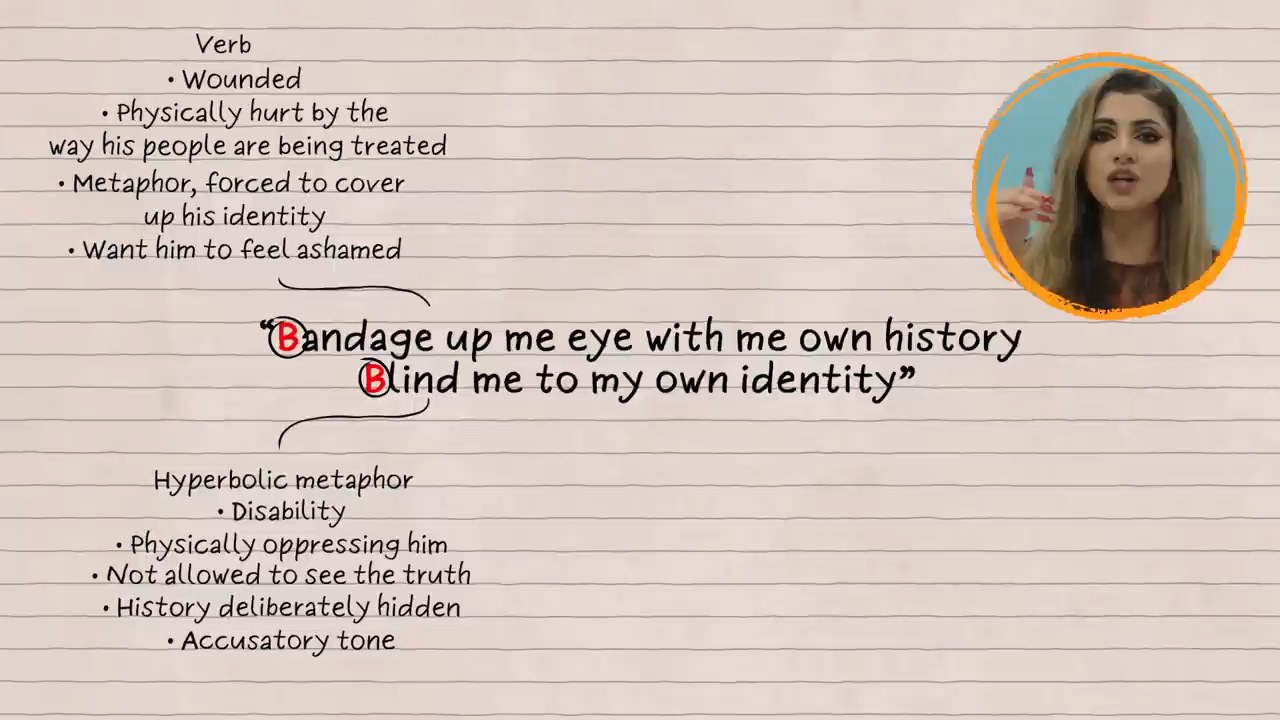 Verb
• Wounded
• Physically hurt by the
way his people are being treated
• Metaphor, forced to cover
up his identity
• Want him to feel ashamed
“Bandage up me eye with me own history
Blind me to my own identity”
Hyperbolic metaphor
• Disability
• Physically oppressing him
• Not allowed to see the truth
• History deliberately hidden
• Accusatory tone